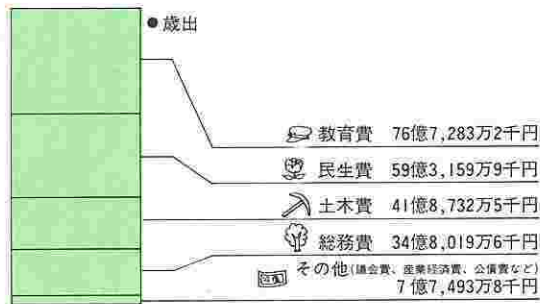 ●歳出
教育費 76億7,283万2千円
民生費 59億3,159万9千円
土木費 41億8,732万5千円
総務費 34億8,019万6千円
その他(議会費、産業経済費、公債費など)
7億7,493万8千円